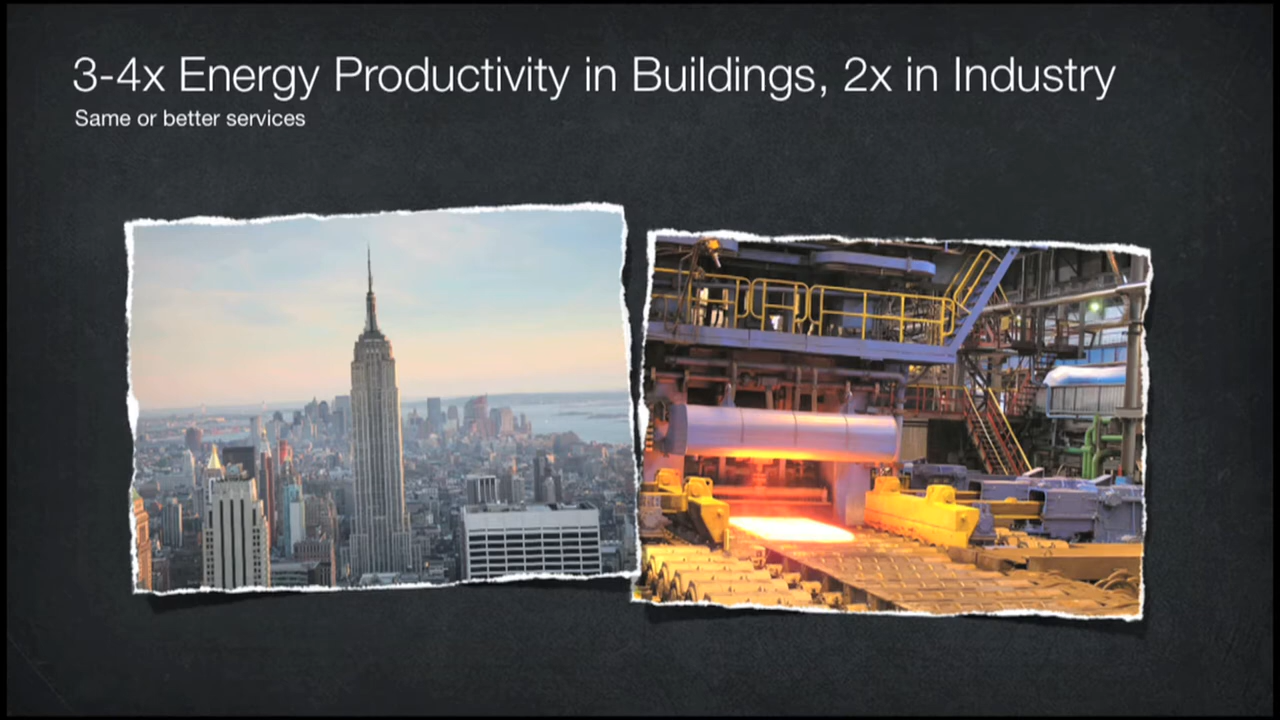 3-4x Energy Productivity in Buildings, 2x in Industry
Same or better services